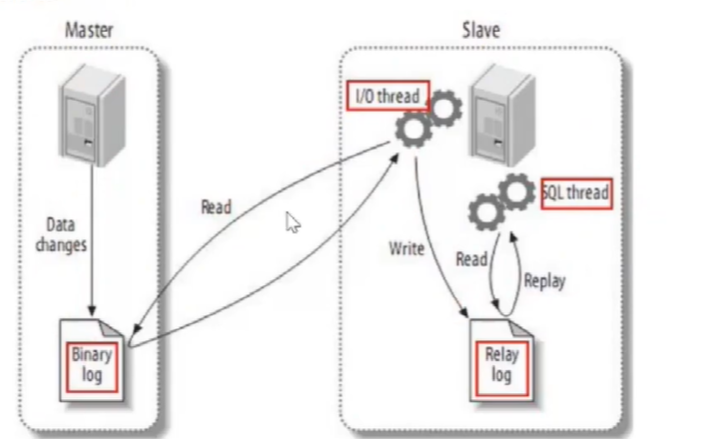 Master
Slave
I/O thread
SQL thread
Read
Data
changes
Write
Read
Replay
Binary
log
Relay
log